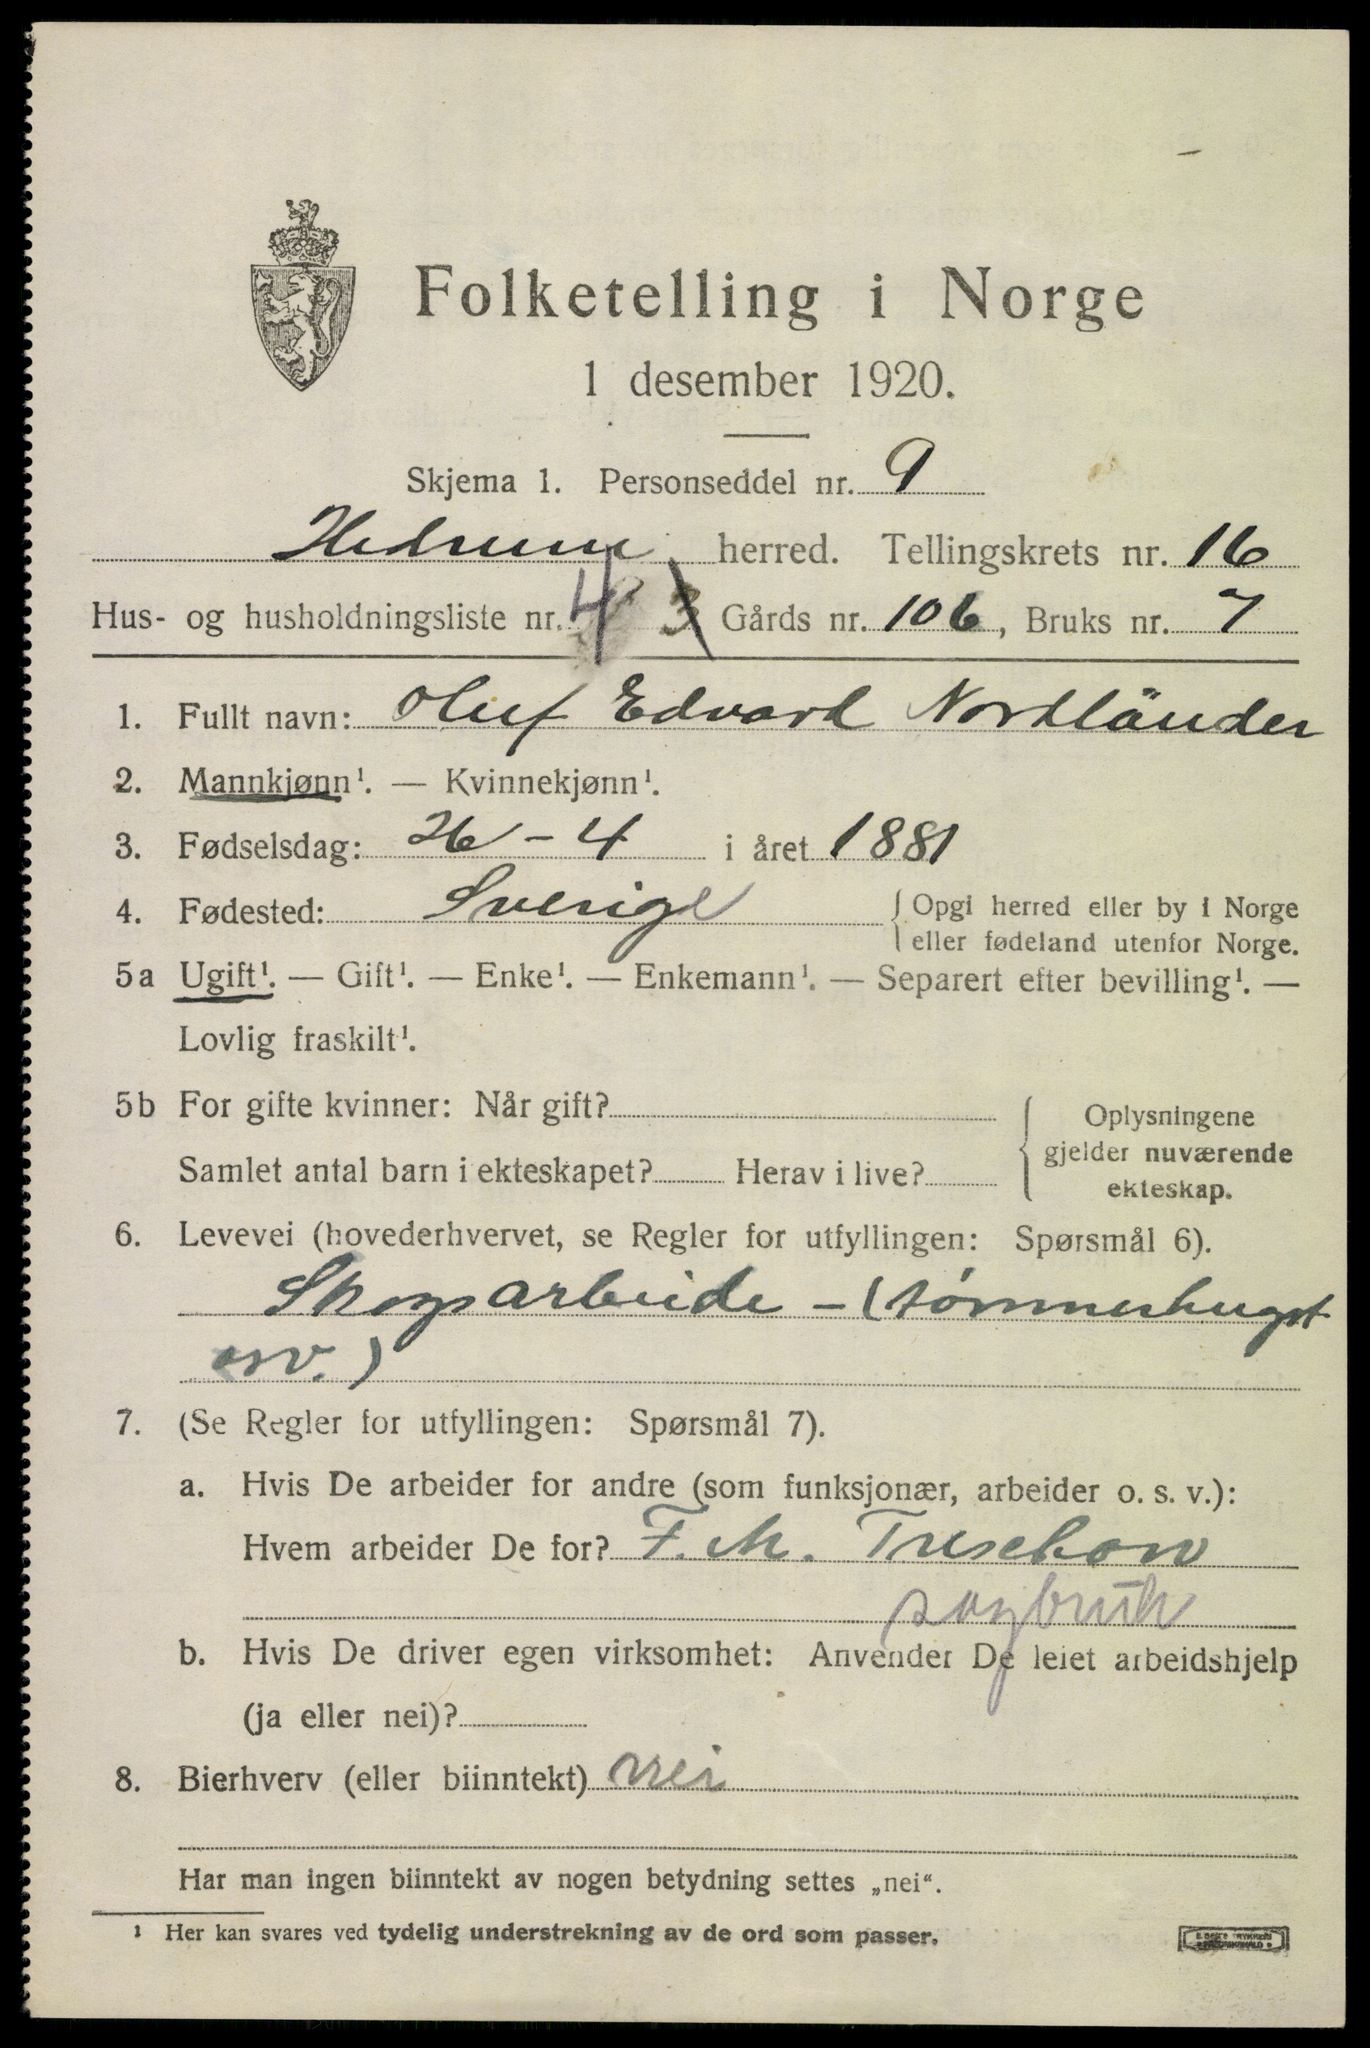 Folketelling i Norge
1 desember 1920.
Skjema 1. Personseddel nr. 9
Hedrum herred. Tellingskrets nr. 16
Hus- og husholdningsliste nr. 4 3 Gårds nr. 106, Bruks nr. 7
1. Fullt navn: Oluf Edvard Nordländer
2. Mannkjønn¹. — Kvinnekjønn¹.
3. Fødselsdag: 26 - 4 i året 1881
4. Fødested: Sverige { Opgi herred eller by i Norge
eller fødeland utenfor Norge.
5a Ugift¹. — Gift¹. — Enke¹. — Enkemann¹. — Separert efter bevilling¹. —
Lovlig fraskilt¹.
5b For gifte kvinner: Når gift?
Samlet antal barn i ekteskapet? Herav i live?
{ Oplysningene
gjelder nuværende
ekteskap.
6. Levevei (hovederhvervet, se Regler for utfyllingen: Spørsmål 6).
Skogsarbeide - (tømmerhugst
osv.)
7. (Se Regler for utfyllingen: Spørsmål 7).
a. Hvis De arbeider for andre (som funksjonær, arbeider o. s. v.):
Hvem arbeider De for? F. M. Treschow
sagbruk
b. Hvis De driver egen virksomhet: Anvender De leiet arbeidshjelp
(ja eller nei)?
8. Bierhverv (eller biinntekt) nei
Har man ingen biinntekt av nogen betydning settes „nei“.
¹ Her kan svares ved tydelig understrekning av de ord som passer.